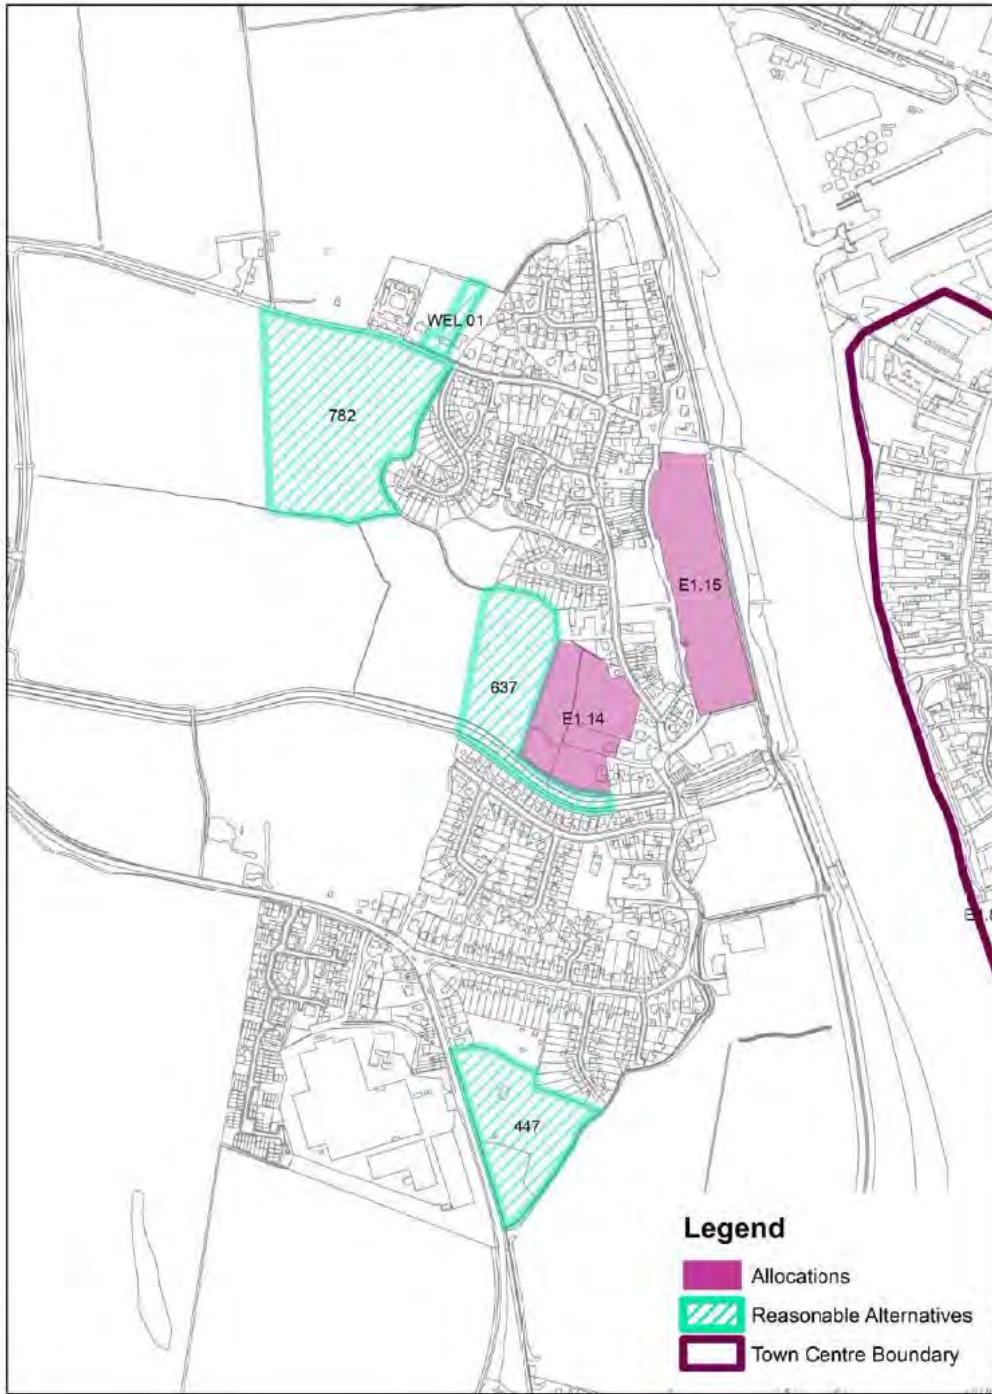 WEL 01
782
E1.15
637
E1.14
447
Legend
Allocations
Reasonable Alternatives
Town Centre Boundary